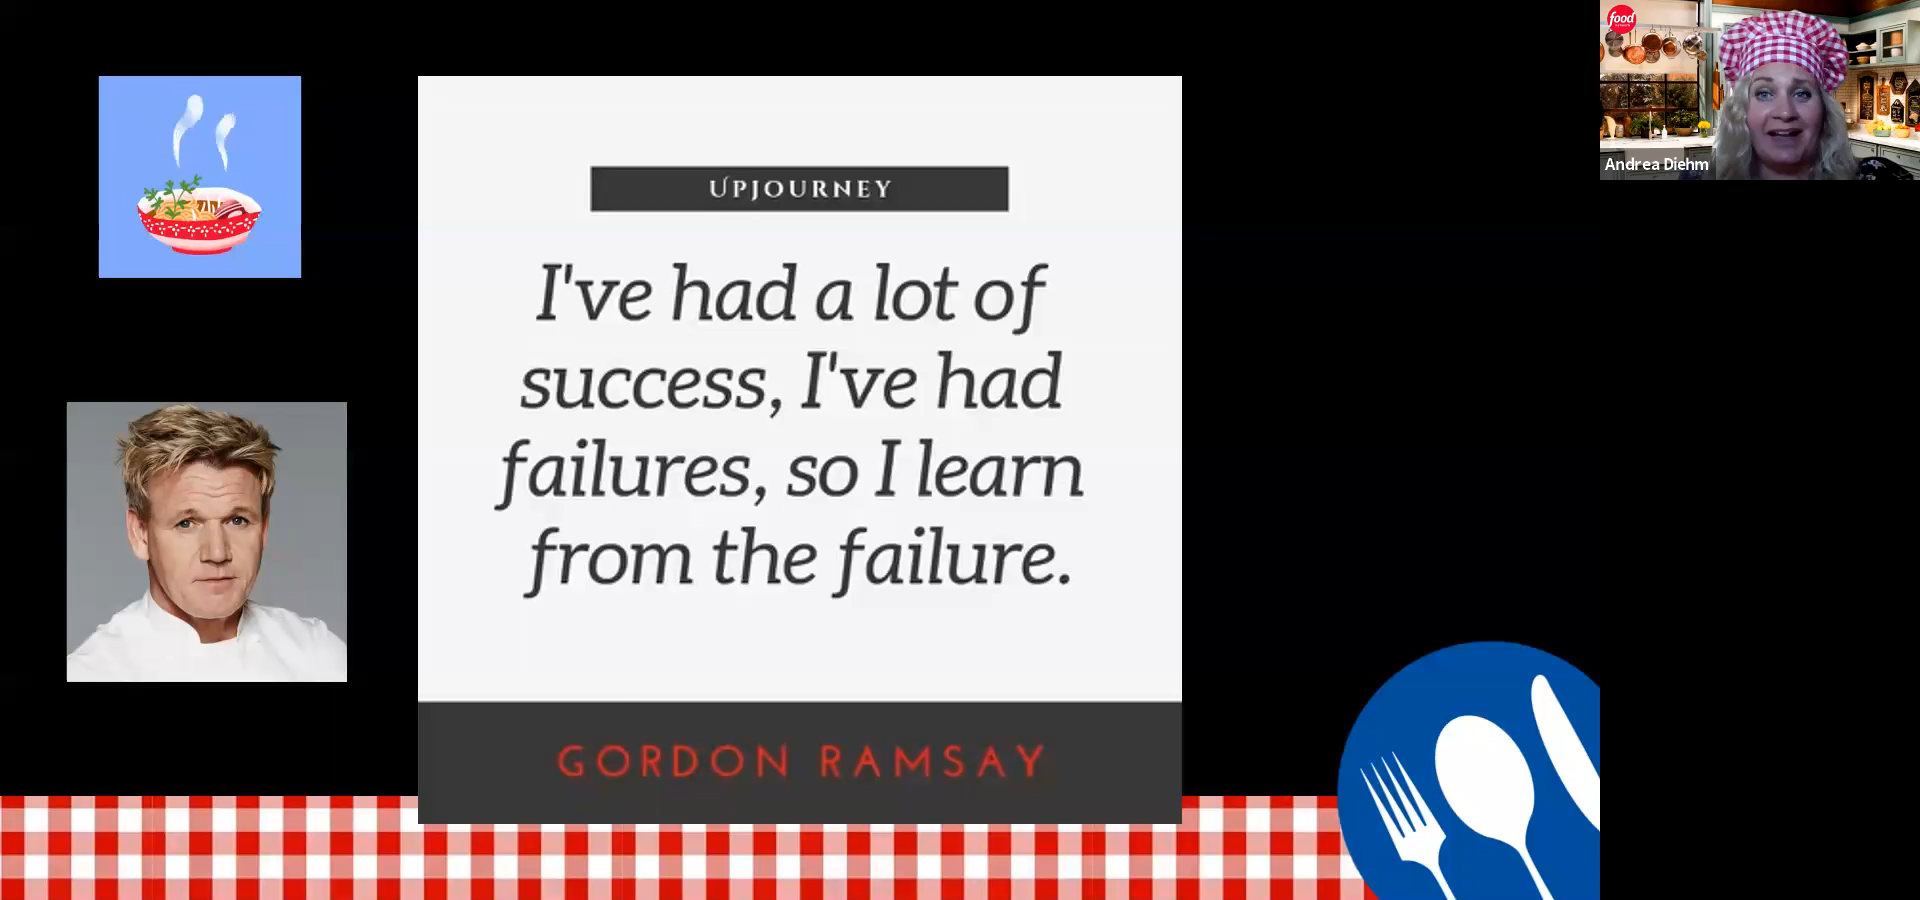 UPJOURNEY
I've had a lot of
success, I've had
failures, so I learn
from the failure.
GORDON RAMSAY
food
Andrea Diehm